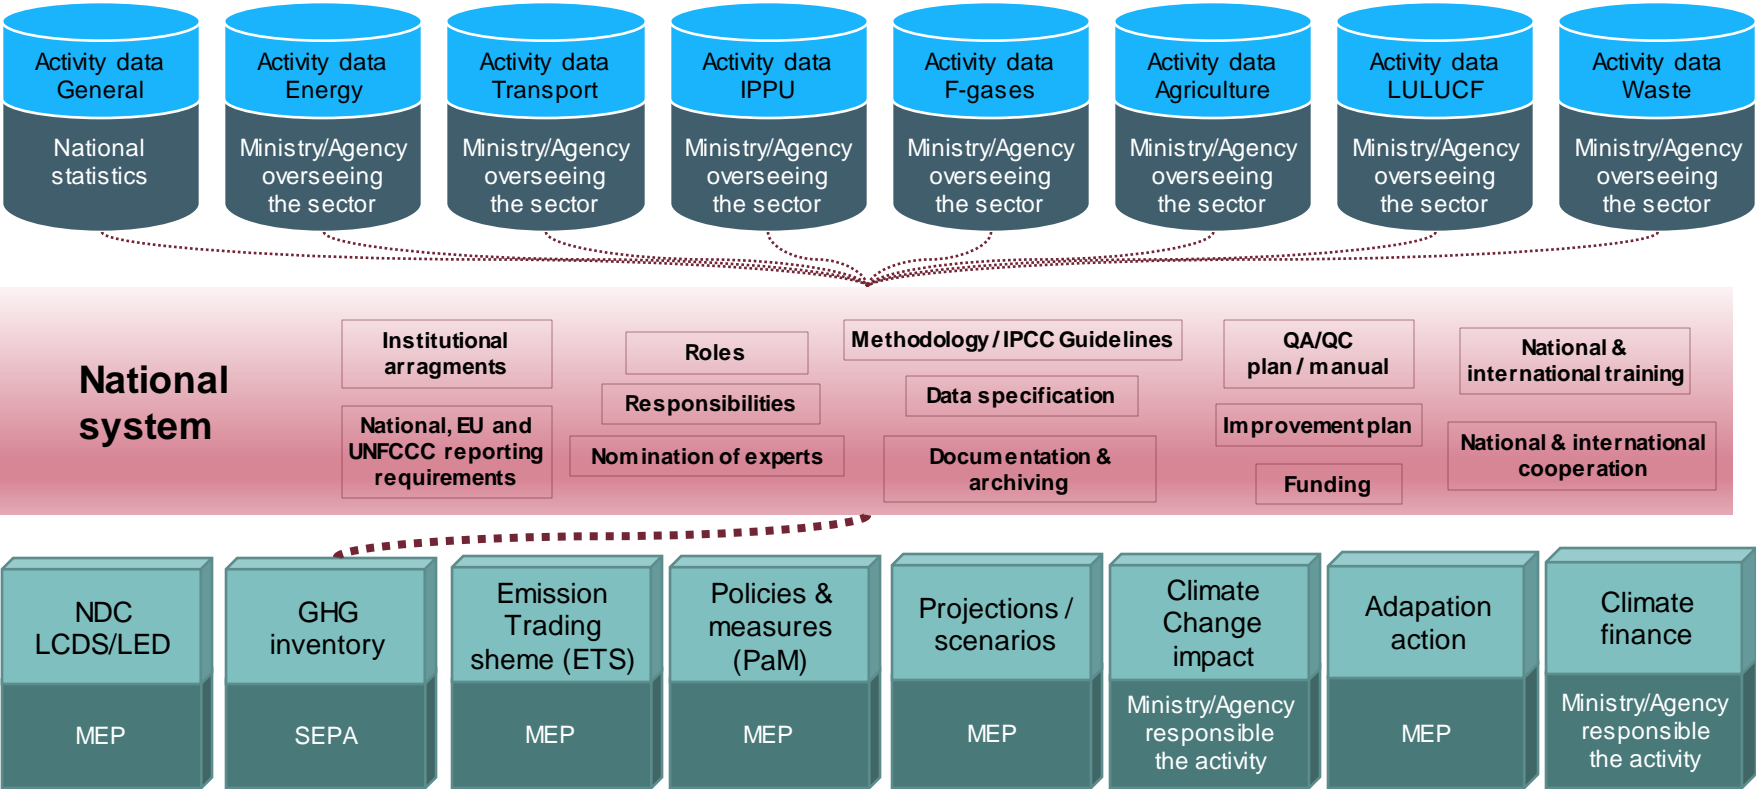 Activity data
General
National
statistics
Activity data
Energy
Ministry/Agency
overseeing
the sector
Activity data
Transport
Ministry/Agency
overseeing
the sector
Activity data
IPPU
Ministry/Agency
overseeing
the sector
Activity data
F-gases
Ministry/Agency
overseeing
the sector
Activity data
Agriculture
Ministry/Agency
overseeing
the sector
Activity data
LULUCF
Ministry/Agency
overseeing
the sector
Activity data
Waste
Ministry/Agency
overseeing
the sector
National
system
Institutional
arragments
National, EU and
UNFCCC reporting
requirements
Roles
Responsibilities
Nomination of experts
Methodology / IPCC Guidelines
Data specification
Documentation &
archiving
QA/QC
plan / manual
Improvement plan
Funding
National &
international training
National & international
cooperation
NDC
LCDS/LED
MEP
GHG
inventory
SEPA
Emission
Trading
sheme (ETS)
MEP
Policies &
measures
(PaM)
MEP
Projections /
scenarios
MEP
Climate
Change
impact
Ministry/Agency
responsible
the activity
Adapation
action
MEP
Climate
finance
Ministry/Agency
responsible
the activity